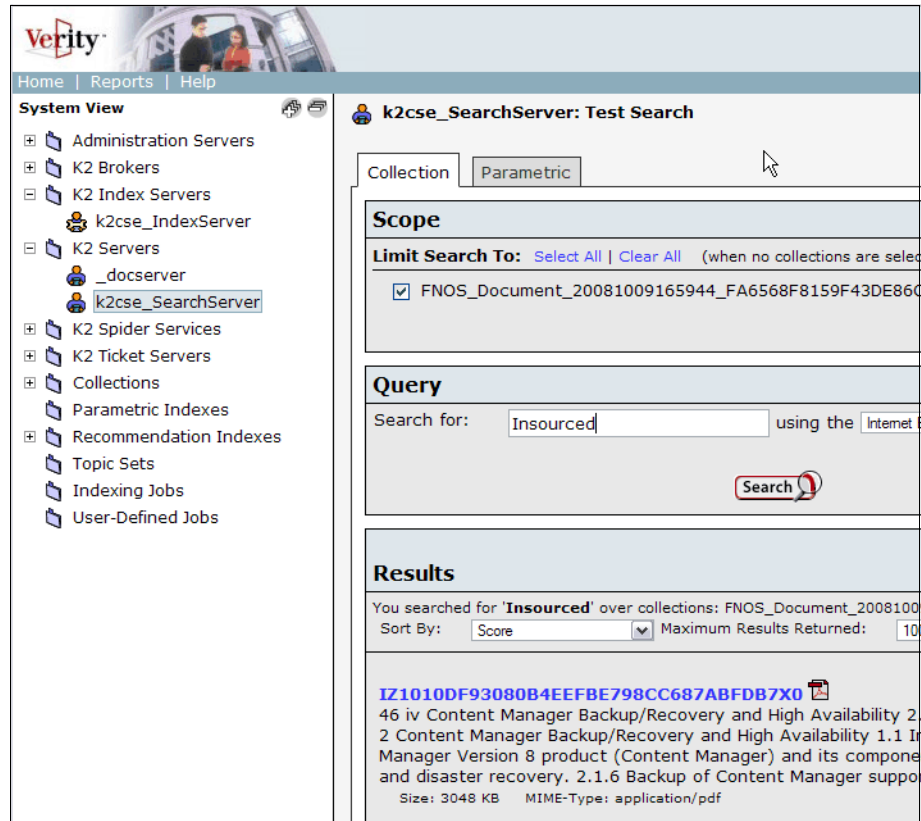 Verity
Home | Reports | Help
System View
Administration Servers
K2 Brokers
K2 Index Servers
k2cse_IndexServer
K2 Servers
_docserver
k2cse_SearchServer
K2 Spider Services
K2 Ticket Servers
Collections
Parametric Indexes
Recommendation Indexes
Topic Sets
Indexing Jobs
User-Defined Jobs
k2cse_SearchServer: Test Search
Collection Parametric
Scope
Limit Search To: Select All | Clear All (when no collections are selec
FNOS_Document_20081009165944_FA6568F8159F43DE86C
Query
Search for: Insourced using the Internet
Search
Results
You searched for 'Insourced' over collections: FNOS_Document_2008100
Sort By: Score Maximum Results Returned: 10
IZ1010DF93080B4EEFBE798CC687ABFDB7X0
46 iv Content Manager Backup/Recovery and High Availability 2.
2 Content Manager Backup/Recovery and High Availability 1.1 I
Manager Version 8 product (Content Manager) and its compone
and disaster recovery. 2.1.6 Backup of Content Manager suppo
Size: 3048 KB MIME-Type: application/pdf